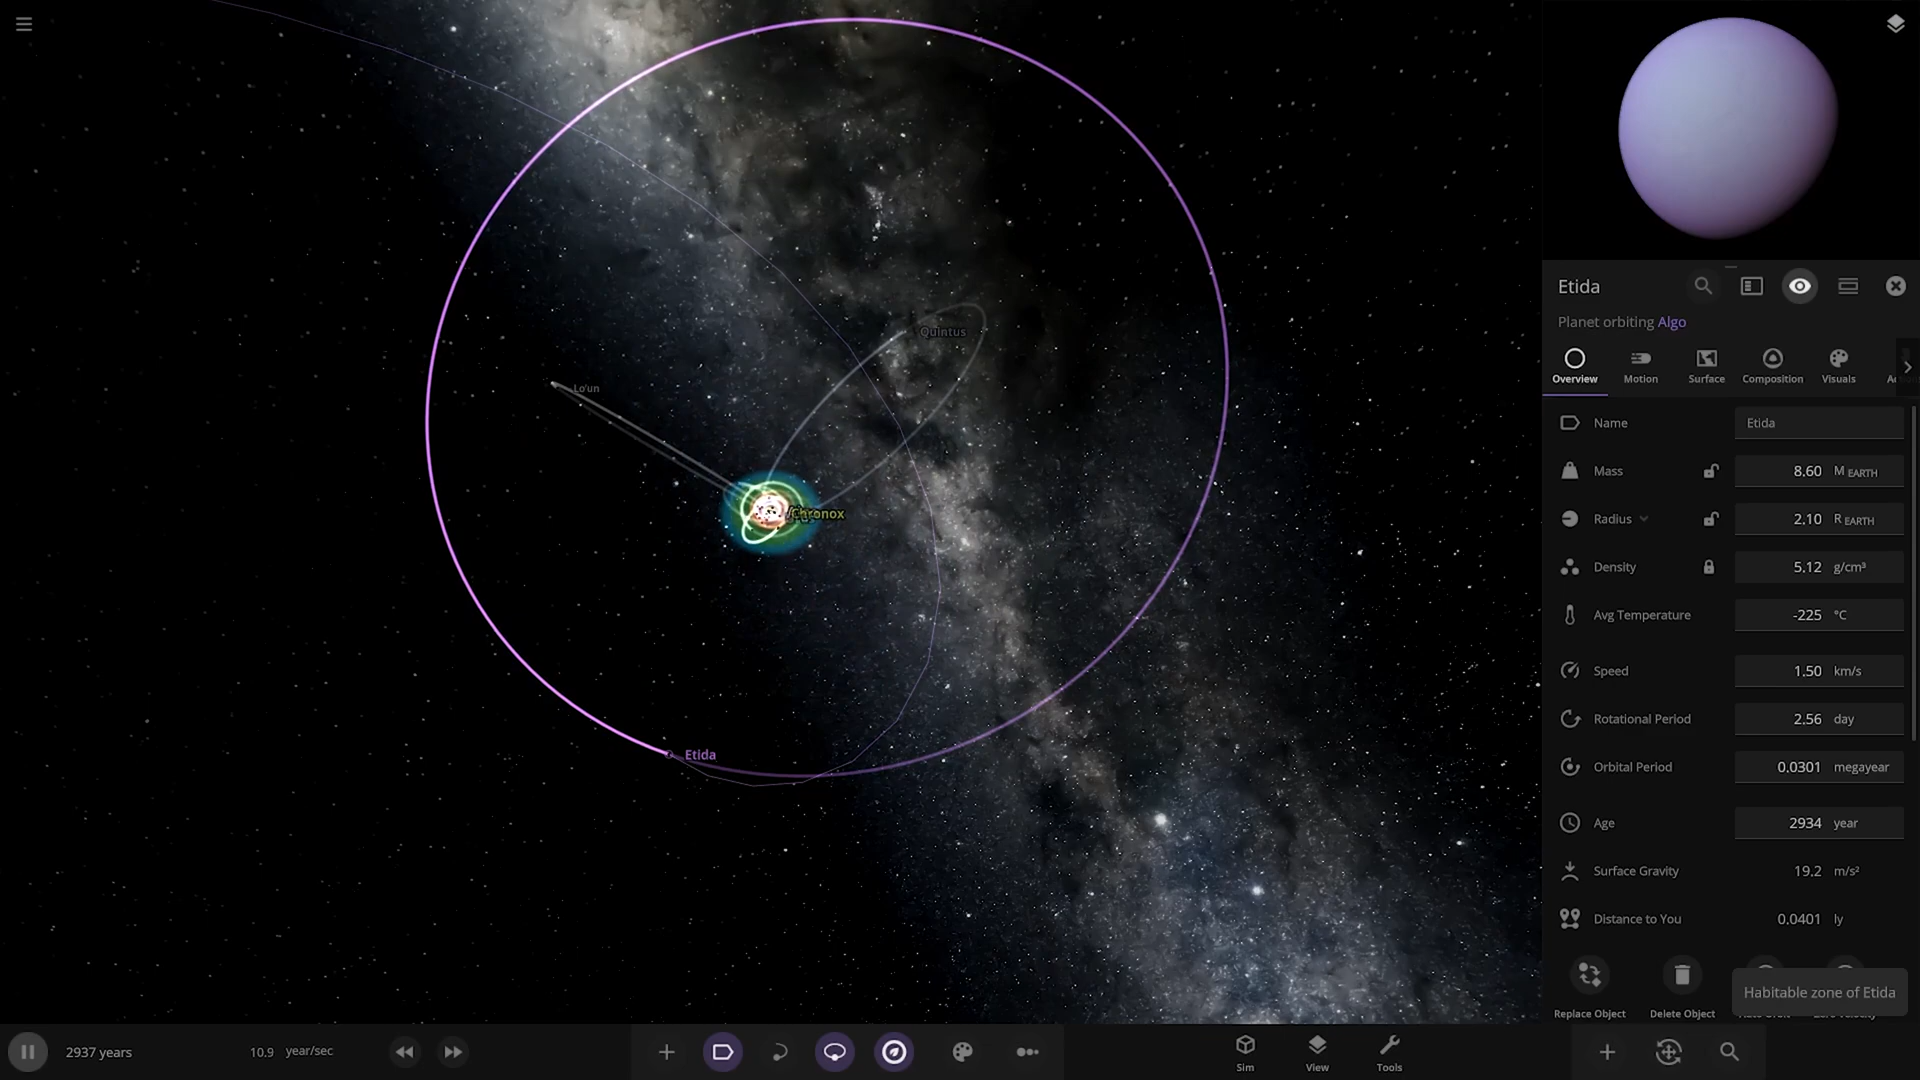 Quintus
Lo'un
Chronox
Etida
Etida
Planet orbiting Algo
Overview
Motion
Surface
Composition
Visuals
Name
Etida
Mass
8.60 M EARTH
Radius
2.10 R EARTH
Density
5.12 g/cm³
Avg Temperature
-225 °C
Speed
1.50 km/s
Rotational Period
2.56 day
Orbital Period
0.0301 megayear
Age
2934 year
Surface Gravity
19.2 m/s²
Distance to You
0.0401 ly
Habitable zone of Etida
Replace Object
Delete Object
2937 years
10.9 year/sec
Sim
View
Tools